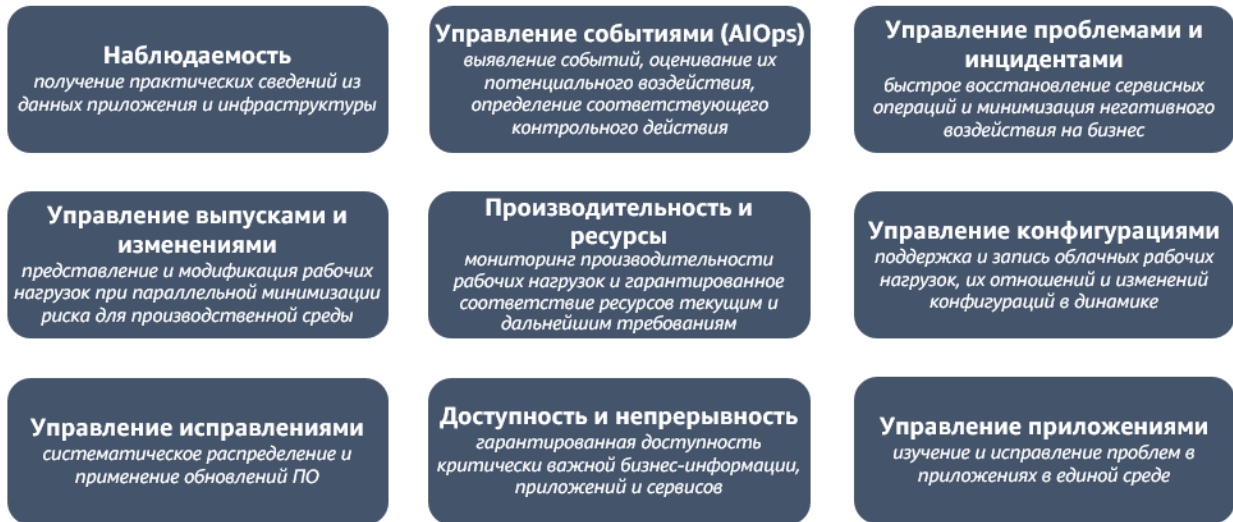 Наблюдаемость
получение практических сведений из
данных приложения и инфраструктуры
Управление событиями (AIOps)
выявление событий, оценивание их
потенциального воздействия,
определение соответствующего
контрольного действия
Управление проблемами и
инцидентами
быстрое восстановление сервисных
операций и минимизация негативного
воздействия на бизнес
Управление выпусками и
изменениями
представление и модификация рабочих
нагрузок при параллельной минимизации
риска для производственной среды
Производительность и
ресурсы
мониторинг производительности
рабочих нагрузок и гарантированное
соответствие ресурсов текущим и
дальнейшим требованиям
Управление конфигурациями
поддержка и запись облачных рабочих
нагрузок, их отношений и изменений
конфигураций в динамике
Управление исправлениями
систематическое распределение и
применение обновлений ПО
Доступность и непрерывность
гарантированная доступность
критически важной бизнес-информации,
приложений и сервисов
Управление приложениями
изучение и исправление проблем в
приложениях в единой среде